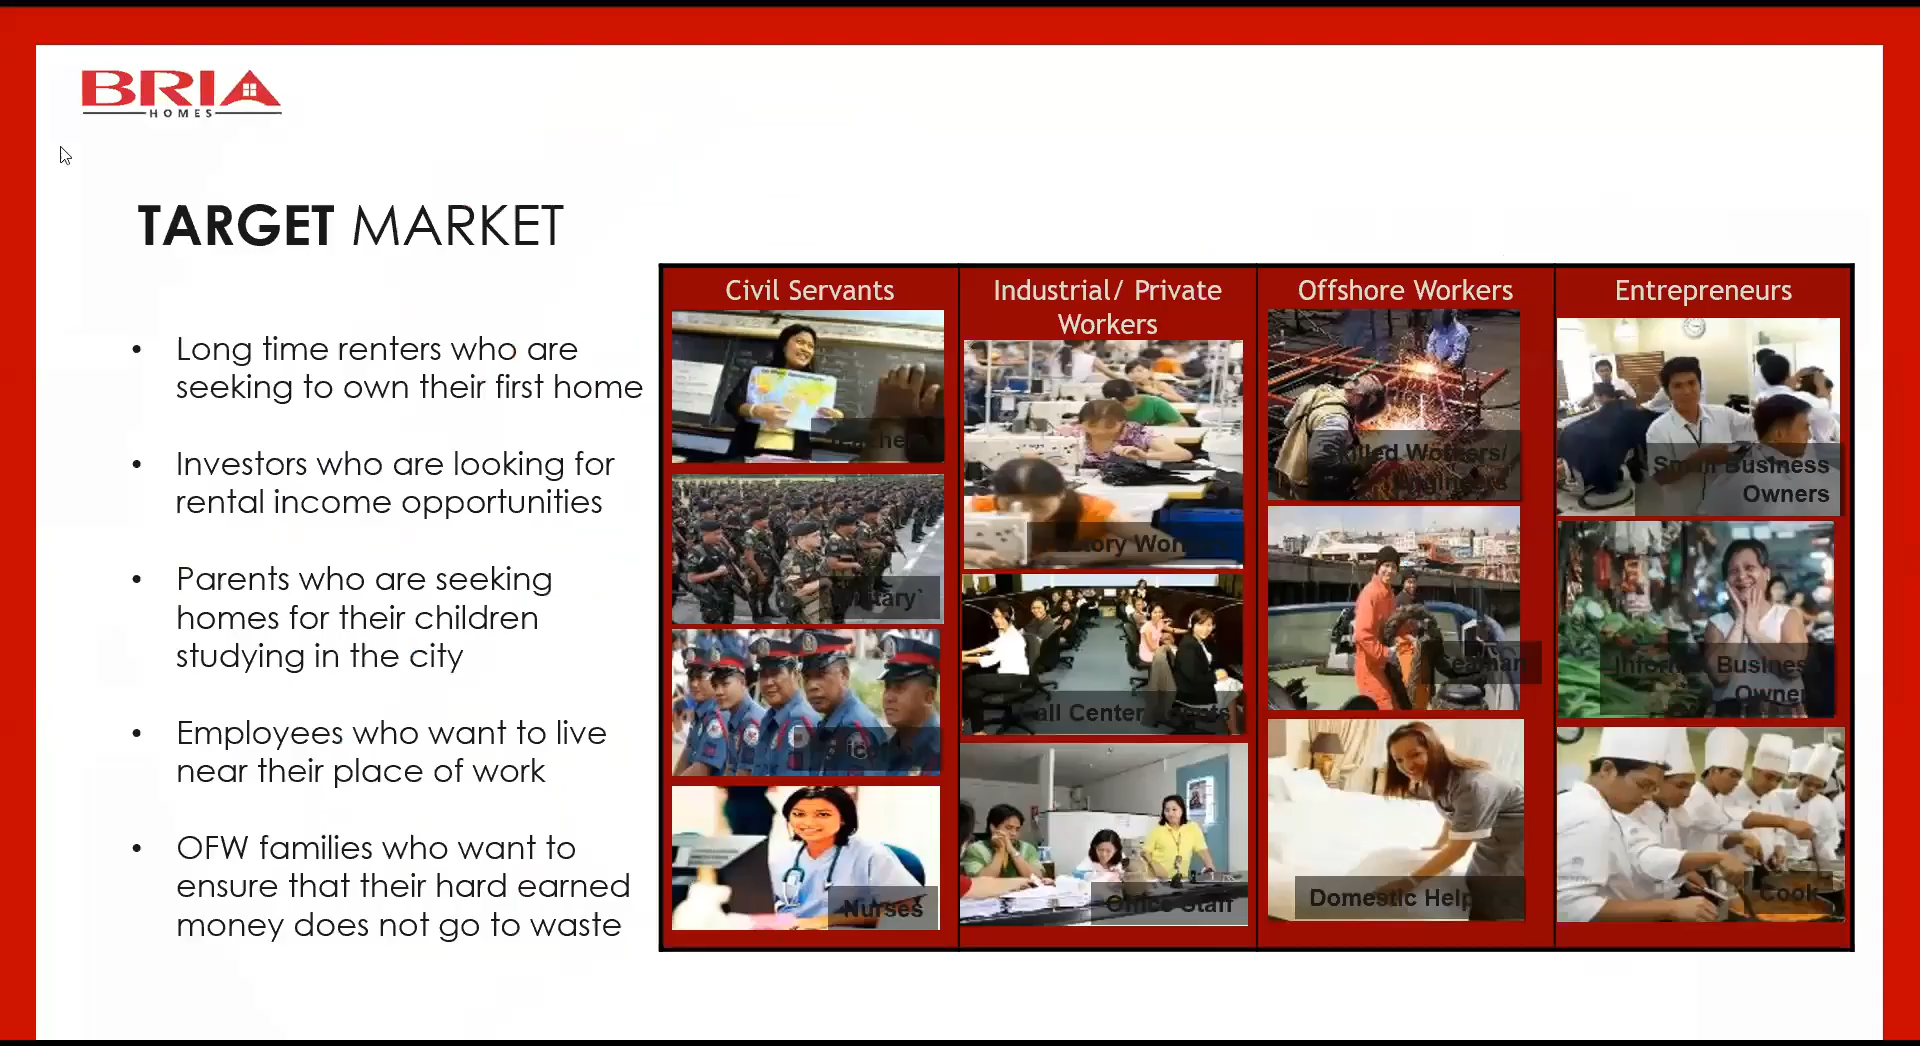 BRIA
HOMES
TARGET MARKET
• Long time renters who are
seeking to own their first home
• Investors who are looking for
rental income opportunities
• Parents who are seeking
homes for their children
studying in the city
• Employees who want to live
near their place of work
• OFW families who want to
ensure that their hard earned
money does not go to waste
Civil Servants
Teachers
Military`
Nurses
Industrial/ Private
Workers
Factory Workers
Call Center Agents
Office Staff
Offshore Workers
Skilled Workers/
Engineers
Seaman
Domestic Help
Entrepreneurs
Small Business
Owners
Informal Business
Owner
Cook